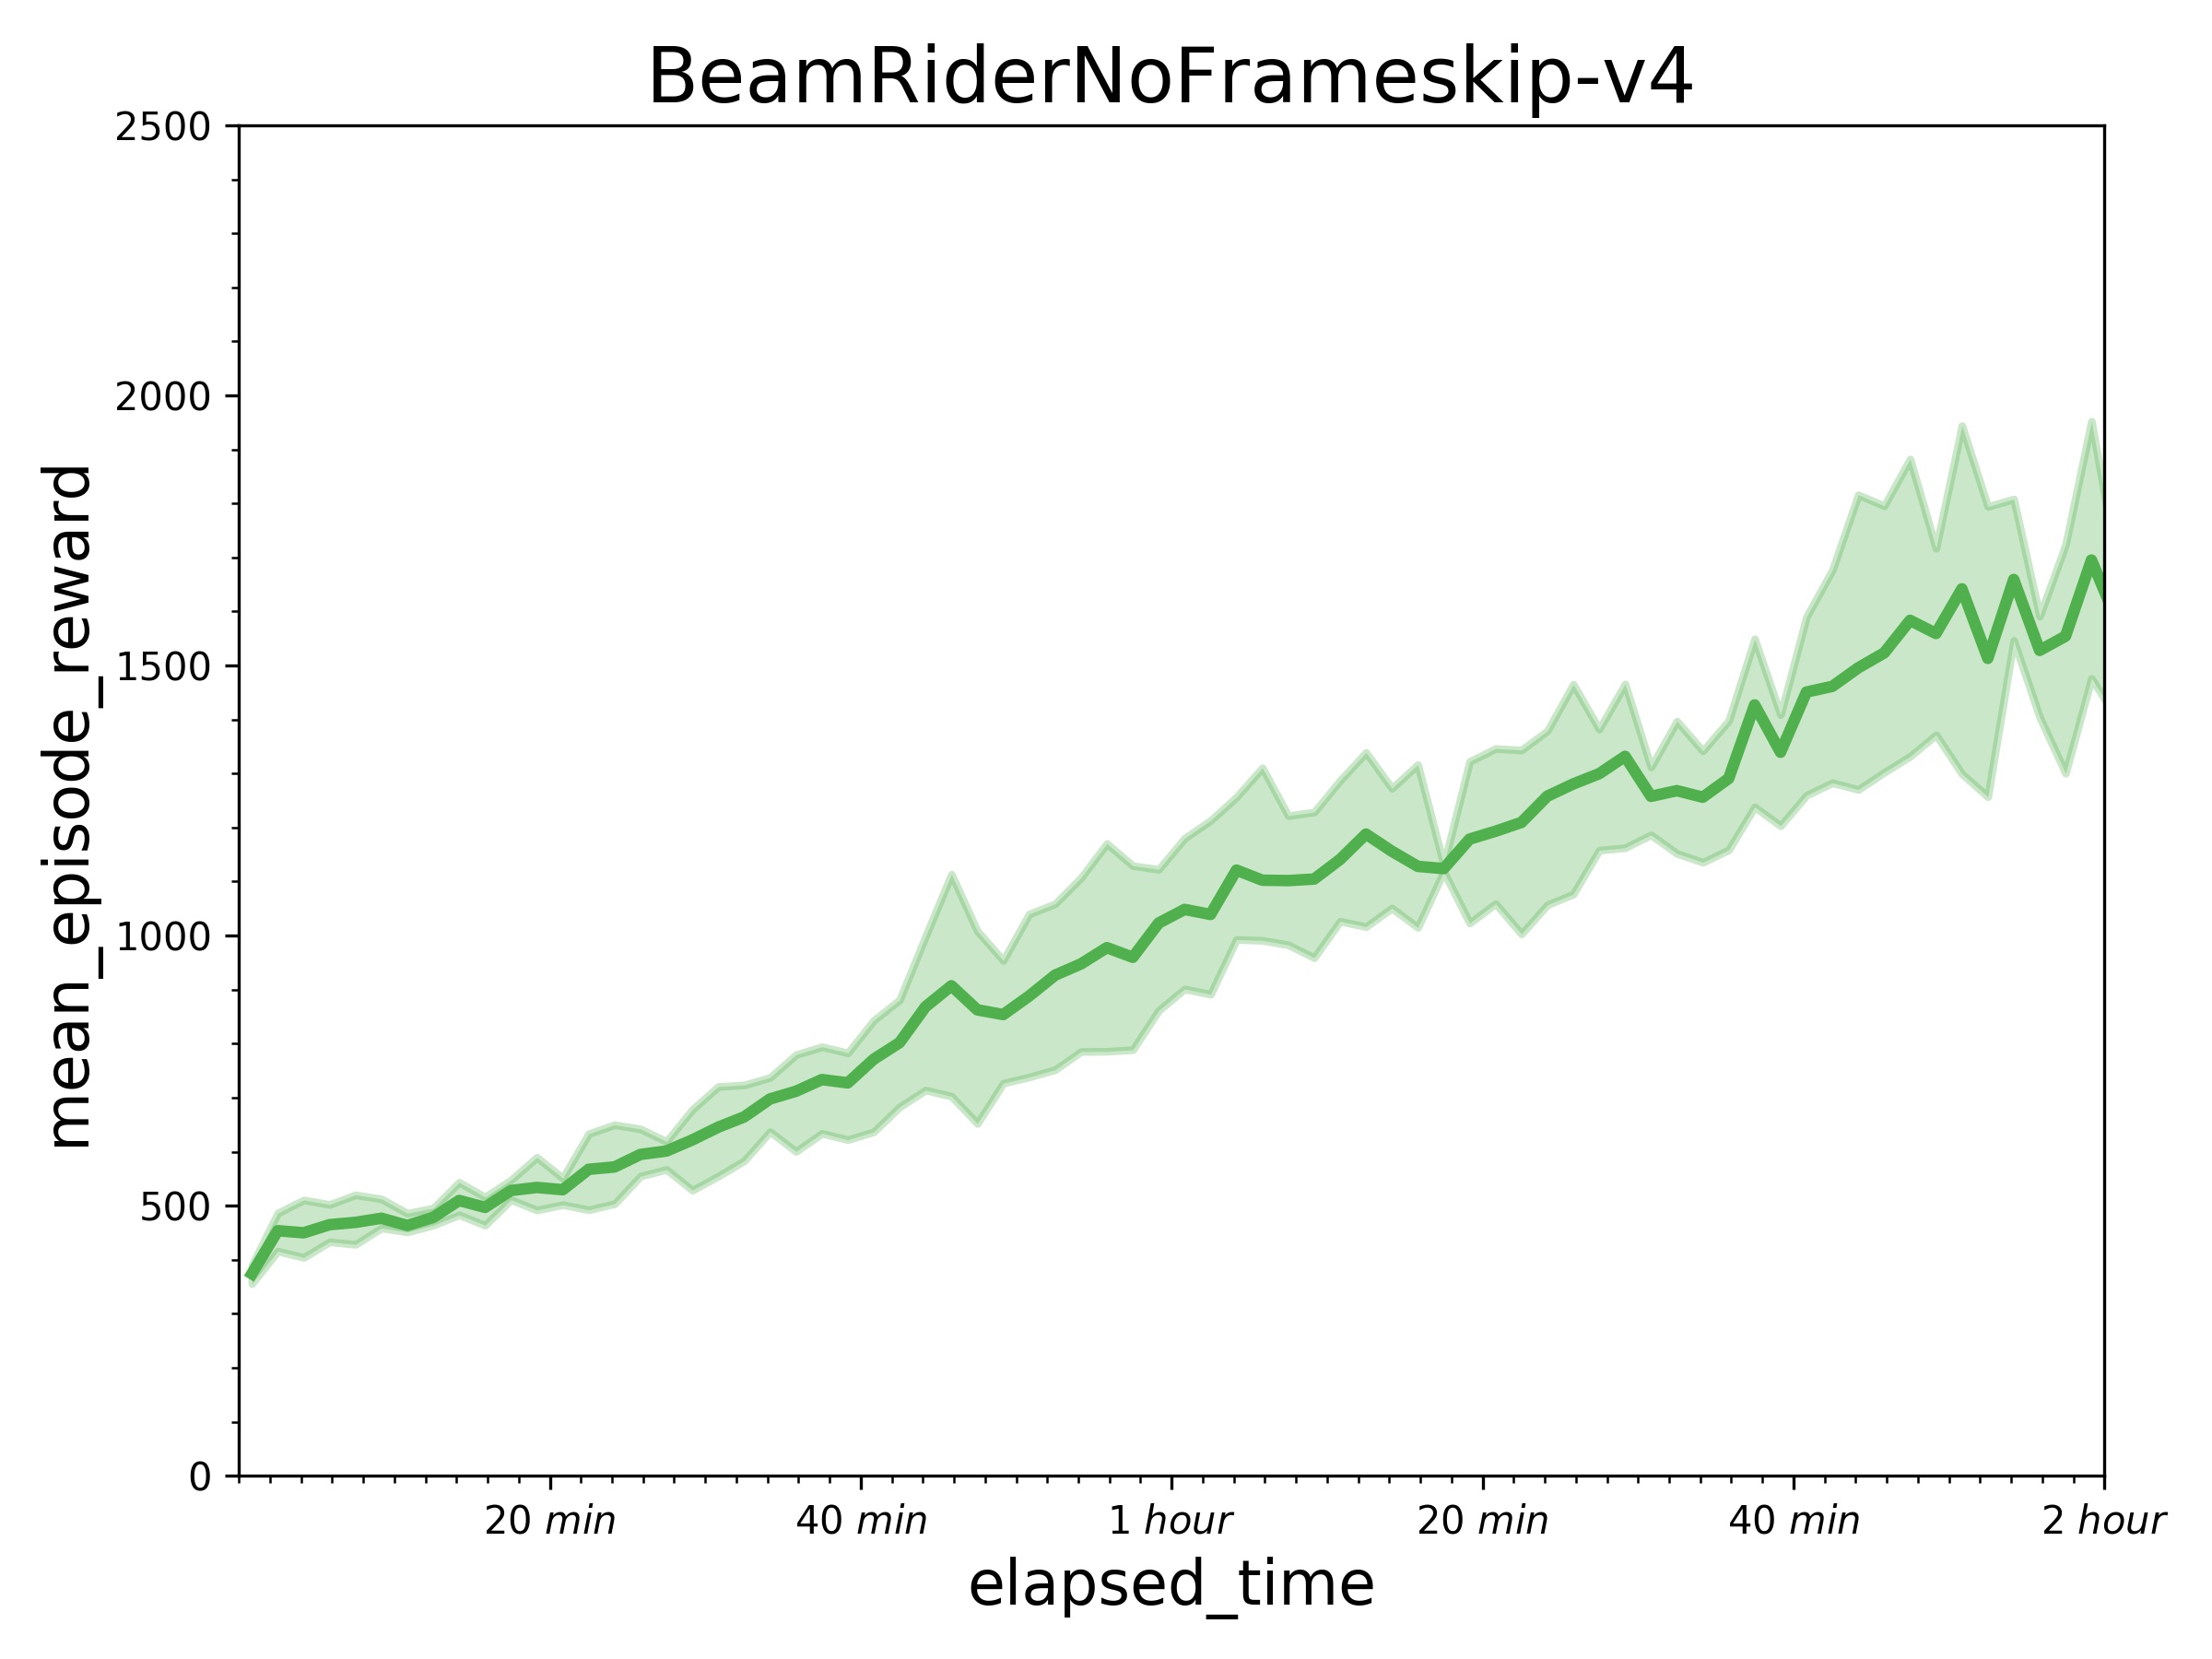 BeamRiderNoFrameskip-v4
2500
2000
1500
1000
500
0
mean_episode_reward
20 min 40 min 1 hour 20 min 40 min 2 hour
elapsed_time